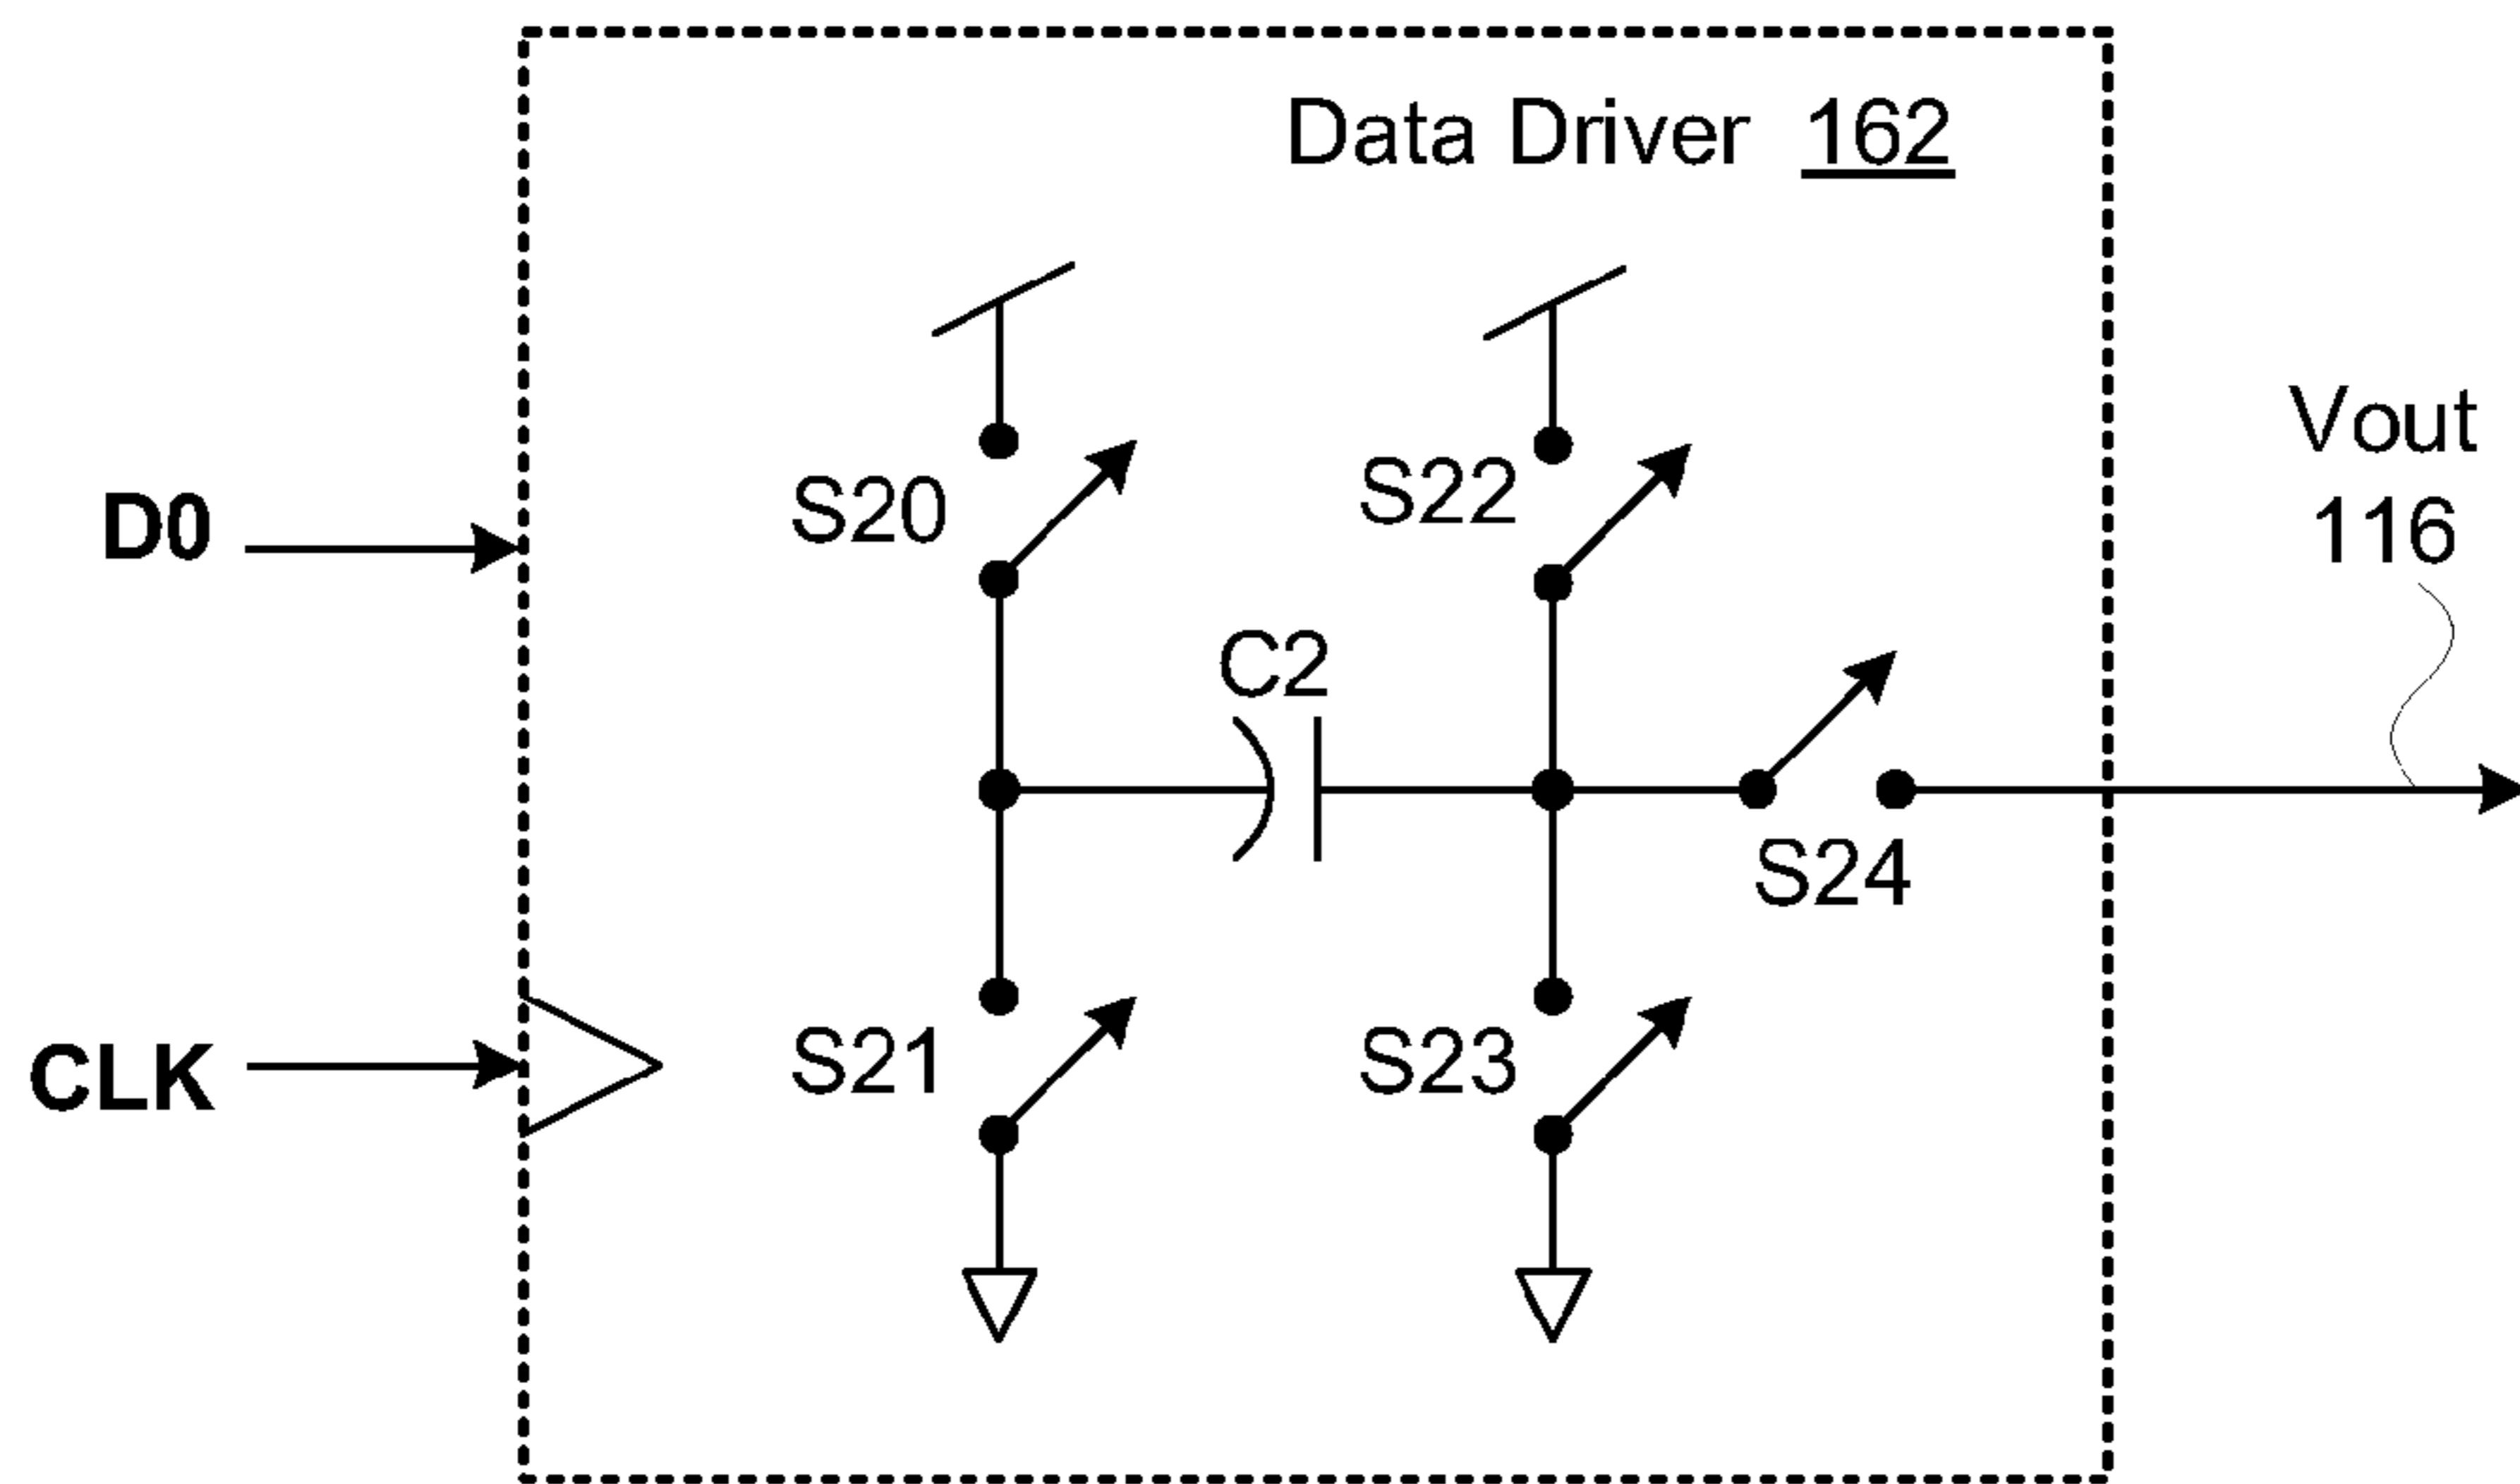 Data Driver 162
Vout
116
D0
S20
S22
C2
S24
CLK
S21
S23